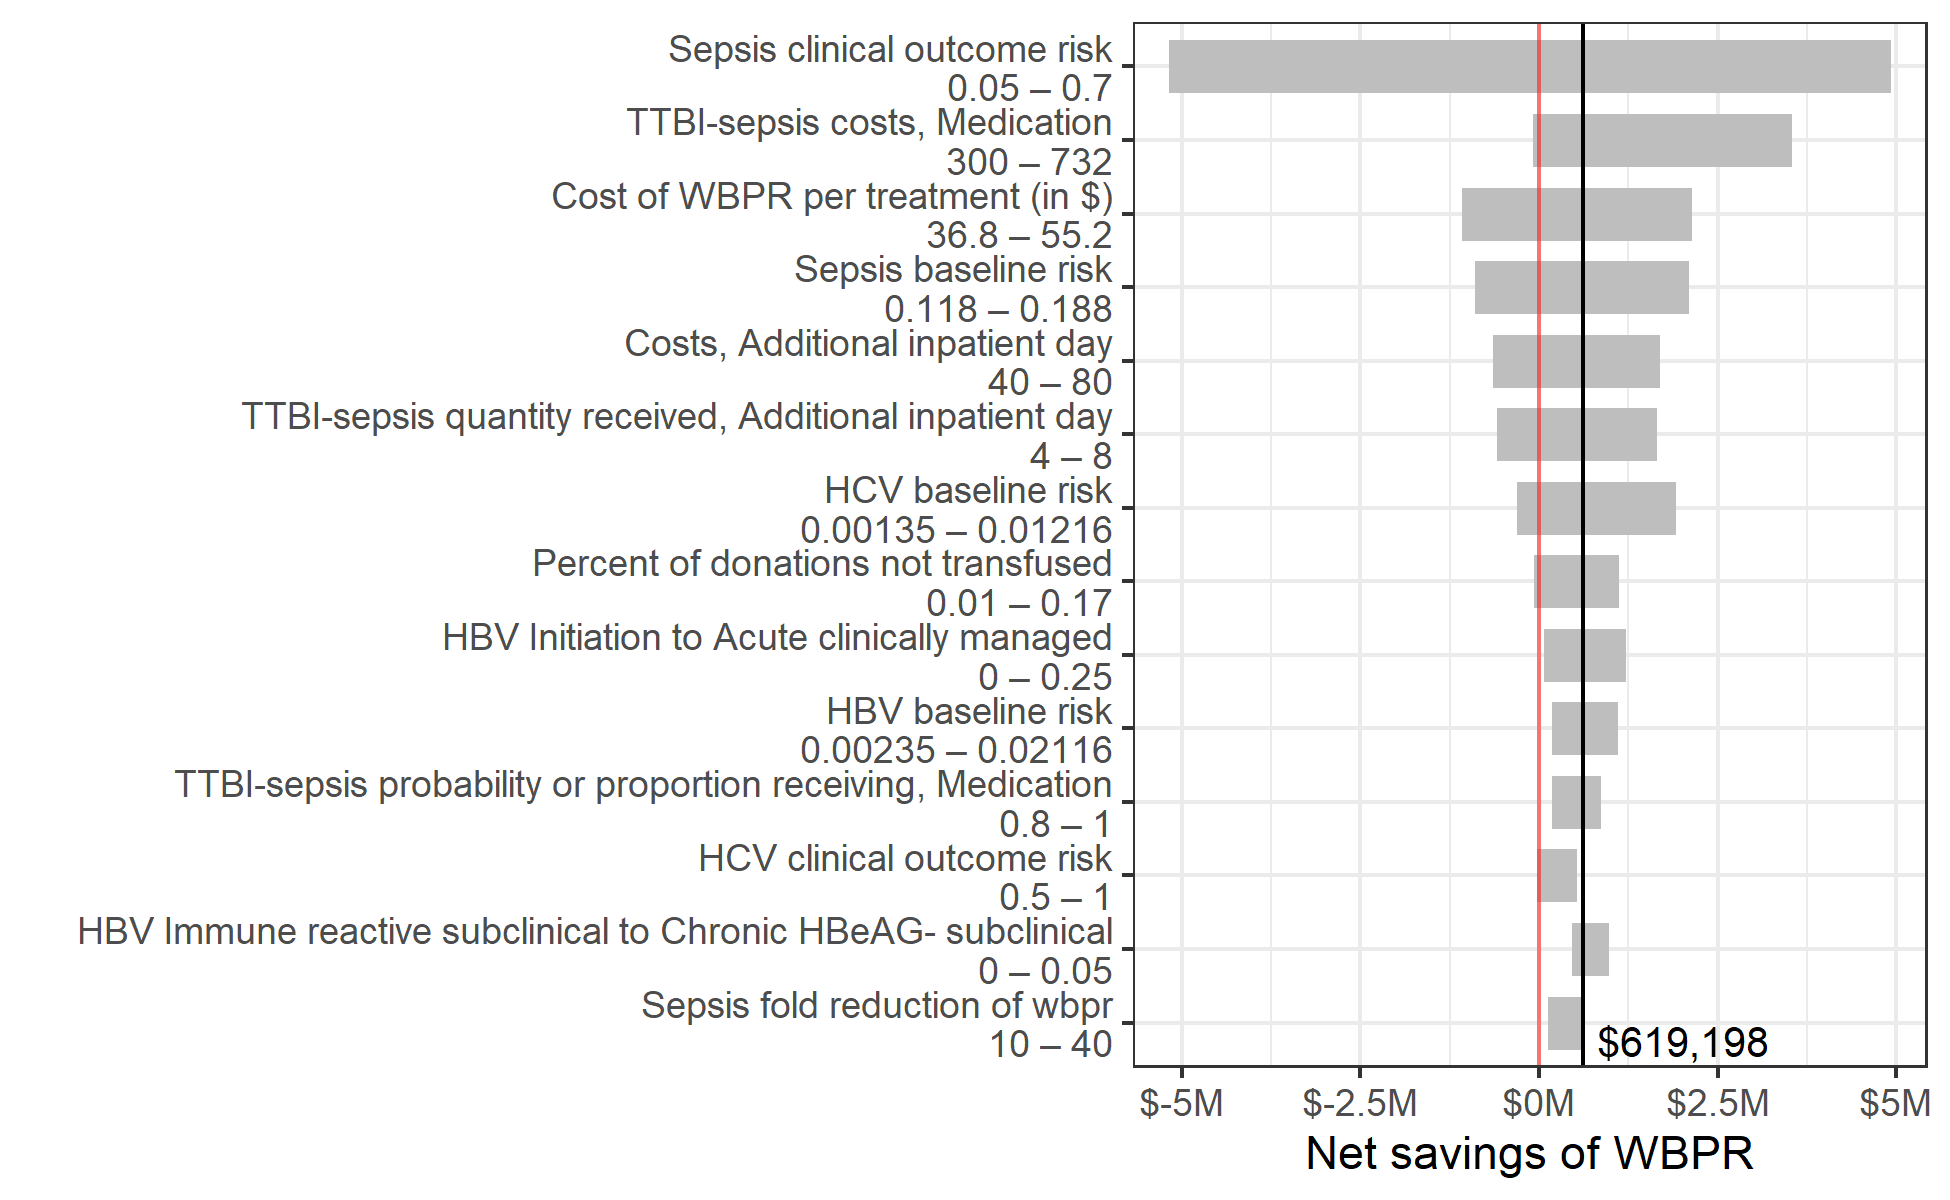 Sepsis clinical outcome risk
0.05 – 0.7
TTBI-sepsis costs, Medication
300 – 732
Cost of WBPR per treatment (in $)
36.8 – 55.2
Sepsis baseline risk
0.118 – 0.188
Costs, Additional inpatient day
40 – 80
TTBI-sepsis quantity received, Additional inpatient day
4 – 8
HCV baseline risk
0.00135 – 0.01216
Percent of donations not transfused
0.01 – 0.17
HBV Initiation to Acute clinically managed
0 – 0.25
HBV baseline risk
0.00235 – 0.02116
TTBI-sepsis probability or proportion receiving, Medication
0.8 – 1
HCV clinical outcome risk
0.5 – 1
HBV Immune reactive subclinical to Chronic HBeAG- subclinical
0 – 0.05
Sepsis fold reduction of wbpr
10 – 40
$619,198
$-5M $-2.5M $0M $2.5M $5M
Net savings of WBPR